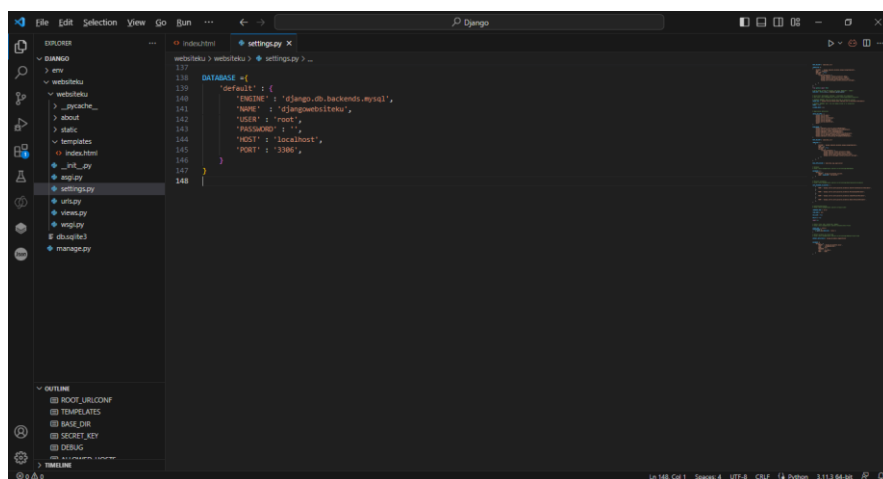 File Edit Selection View Go Run ··· Django
EXPLORER ···
DJANGO
> env
websiteku
> __pycache__
> about
> static
templates
index.html
__init__.py
asgi.py
settings.py
urls.py
views.py
wsgi.py
db.sqlite3
manage.py
OUTLINE
ROOT_URLCONF
TEMPLATES
BASE_DIR
SECRET_KEY
DEBUG
TIMELINE
index.html settings.py ×
websiteku > websiteku > settings.py > ...
137
138 DATABASE ={
139 'default' : {
140 'ENGINE' : 'django.db.backends.mysql',
141 'NAME' : 'djangowebsiteku',
142 'USER' : 'root',
143 'PASSWORD' : '',
144 'HOST' : 'localhost',
145 'PORT' : '3306',
146 }
147 }
148
0 0 Ln 148, Col 1 Spaces: 4 UTF-8 CRLF Python 3.11.3 64-bit